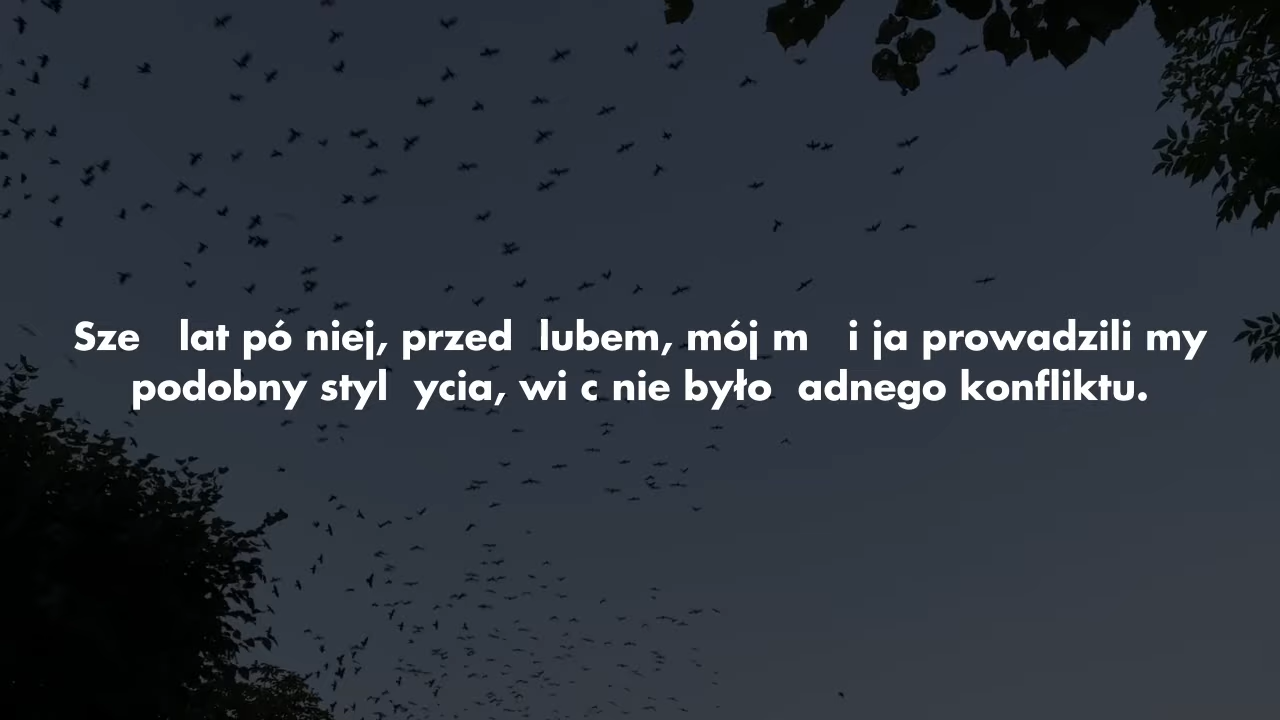 Sze   lat pó niej, przed  lubem, mój m   i ja prowadzili my
podobny styl  ycia, wi c nie było  adnego konfliktu.